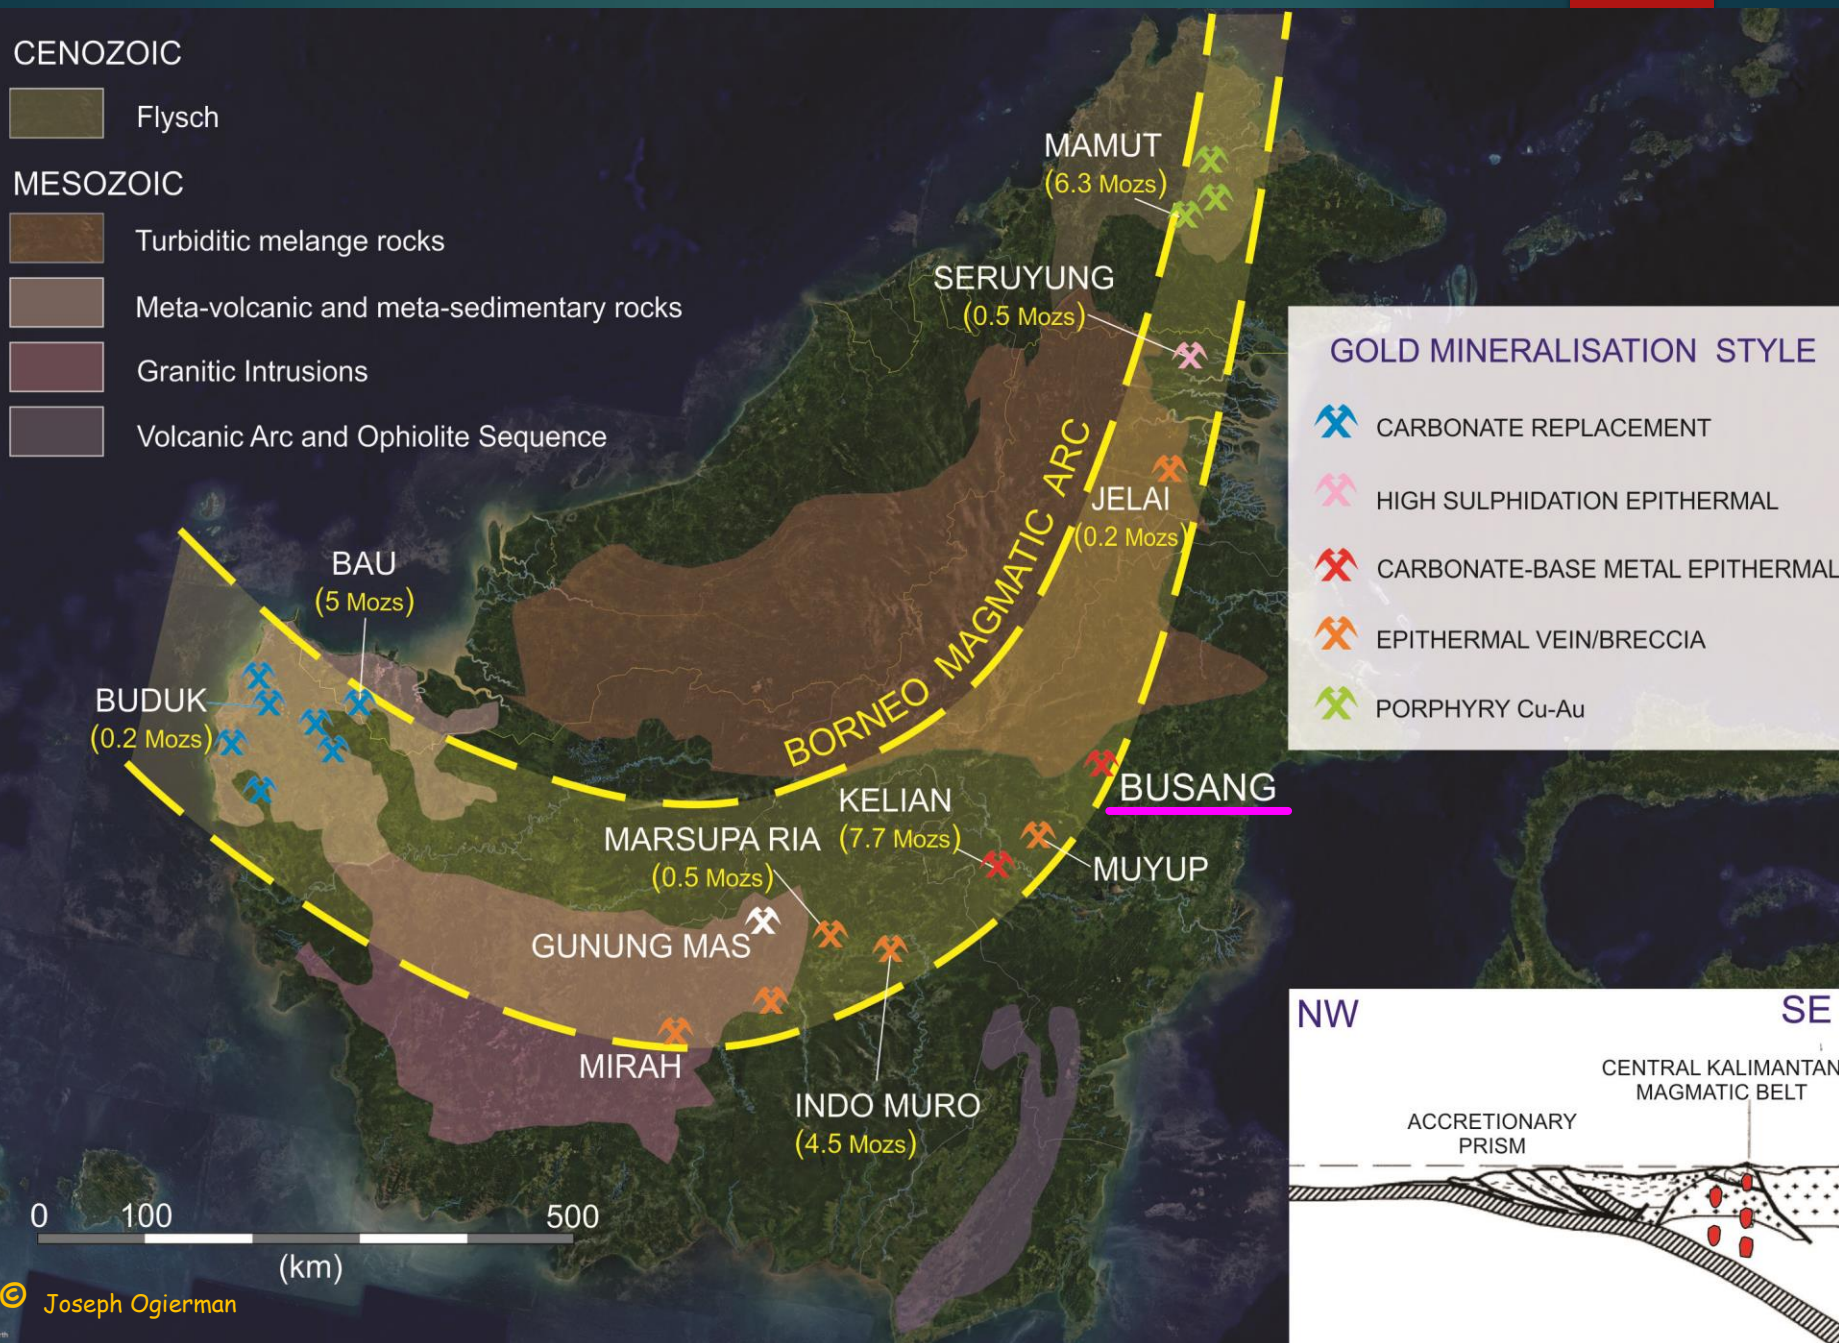 CENOZOIC
Flysch
MESOZOIC
Turbiditic melange rocks
Meta-volcanic and meta-sedimentary rocks
Granitic Intrusions
Volcanic Arc and Ophiolite Sequence
MAMUT
(6.3 Mozs)
SERUYUNG
(0.5 Mozs)
JELAI
(0.2 Mozs)
BORNEO MAGMATIC ARC
BAU
(5 Mozs)
BUDUK
(0.2 Mozs)
BUSANG
KELIAN
(7.7 Mozs)
MARSUPA RIA
(0.5 Mozs)
MUYUP
GUNUNG MAS
MIRAH
INDO MURO
(4.5 Mozs)
GOLD MINERALISATION STYLE
CARBONATE REPLACEMENT
HIGH SULPHIDATION EPITHERMAL
CARBONATE-BASE METAL EPITHERMAL
EPITHERMAL VEIN/BRECCIA
PORPHYRY Cu-Au
NW
SE
CENTRAL KALIMANTAN
MAGMATIC BELT
ACCRETIONARY
PRISM
0 100 500
(km)
© Joseph Ogierman